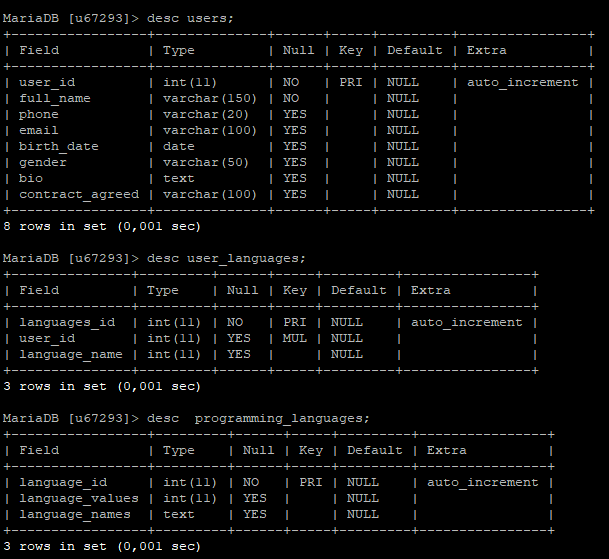 MariaDB [u67293]> desc users;
+-----------------+--------------+------+-----+---------+----------------+
| Field           | Type         | Null | Key | Default | Extra          |
+-----------------+--------------+------+-----+---------+----------------+
| user_id         | int(11)      | NO   | PRI | NULL    | auto_increment |
| full_name       | varchar(150) | NO   |     | NULL    |                |
| phone           | varchar(20)  | YES  |     | NULL    |                |
| email           | varchar(100) | YES  |     | NULL    |                |
| birth_date      | date         | YES  |     | NULL    |                |
| gender          | varchar(50)  | YES  |     | NULL    |                |
| bio             | text         | YES  |     | NULL    |                |
| contract_agreed | varchar(100) | YES  |     | NULL    |                |
+-----------------+--------------+------+-----+---------+----------------+
8 rows in set (0,001 sec)
MariaDB [u67293]> desc user_languages;
+---------------+---------+------+-----+---------+----------------+
| Field         | Type    | Null | Key | Default | Extra          |
+---------------+---------+------+-----+---------+----------------+
| languages_id  | int(11) | NO   | PRI | NULL    | auto_increment |
| user_id       | int(11) | YES  | MUL | NULL    |                |
| language_name | int(11) | YES  |     | NULL    |                |
+---------------+---------+------+-----+---------+----------------+
3 rows in set (0,001 sec)
MariaDB [u67293]> desc  programming_languages;
+-----------------+---------+------+-----+---------+----------------+
| Field           | Type    | Null | Key | Default | Extra          |
+-----------------+---------+------+-----+---------+----------------+
| language_id     | int(11) | NO   | PRI | NULL    | auto_increment |
| language_values | int(11) | YES  |     | NULL    |                |
| language_names  | text    | YES  |     | NULL    |                |
+-----------------+---------+------+-----+---------+----------------+
3 rows in set (0,001 sec)